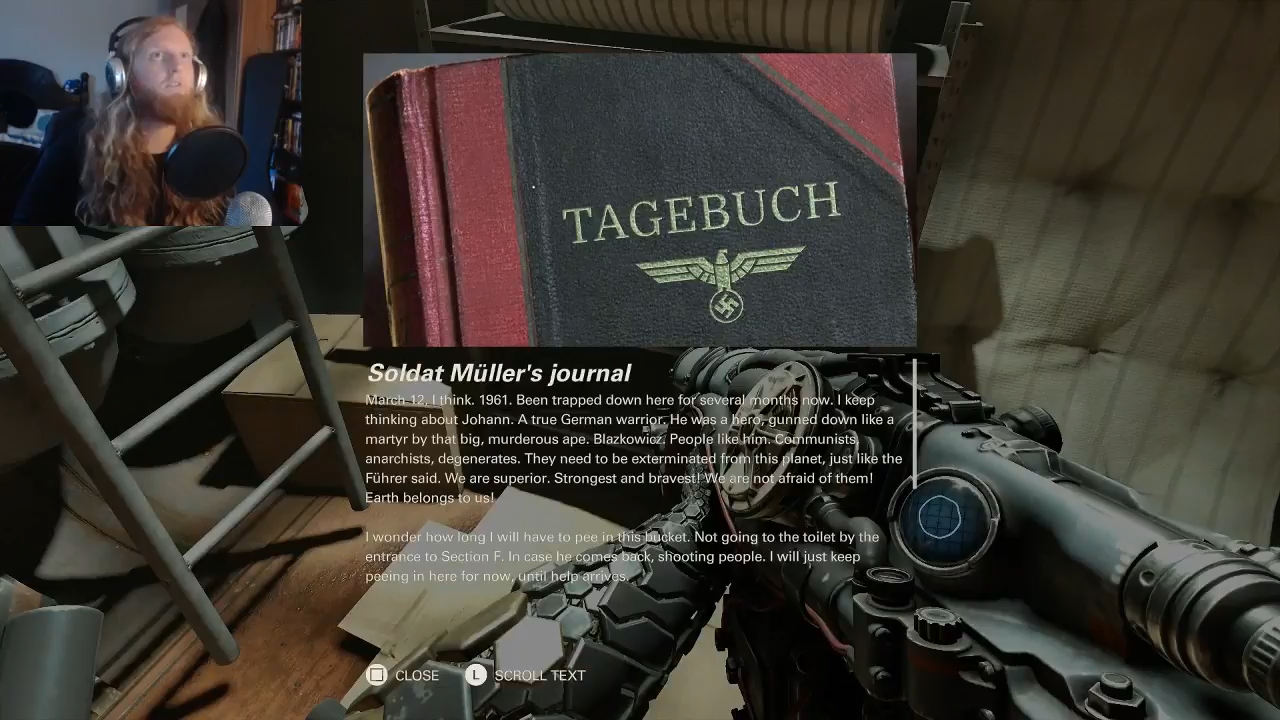 TAGEBUCH
Soldat Müller's journal
March 12, I think. 1961. Been trapped down here for several months now. I keep
thinking about Johann. A true German warrior. He was a hero, gunned down like a
martyr by that big, murderous ape. Blazkowicz. People like him. Communists,
anarchists, degenerates. They need to be exterminated from this planet, just like the
Führer said. We are superior. Strongest and bravest! We are not afraid of them!
Earth belongs to us!
I wonder how long I will have to pee in this bucket. Not going to the toilet by the
entrance to Section F. In case he comes back, shooting people. I will just keep
peeing in here for now, until help arrives.
CLOSE
L SCROLL TEXT